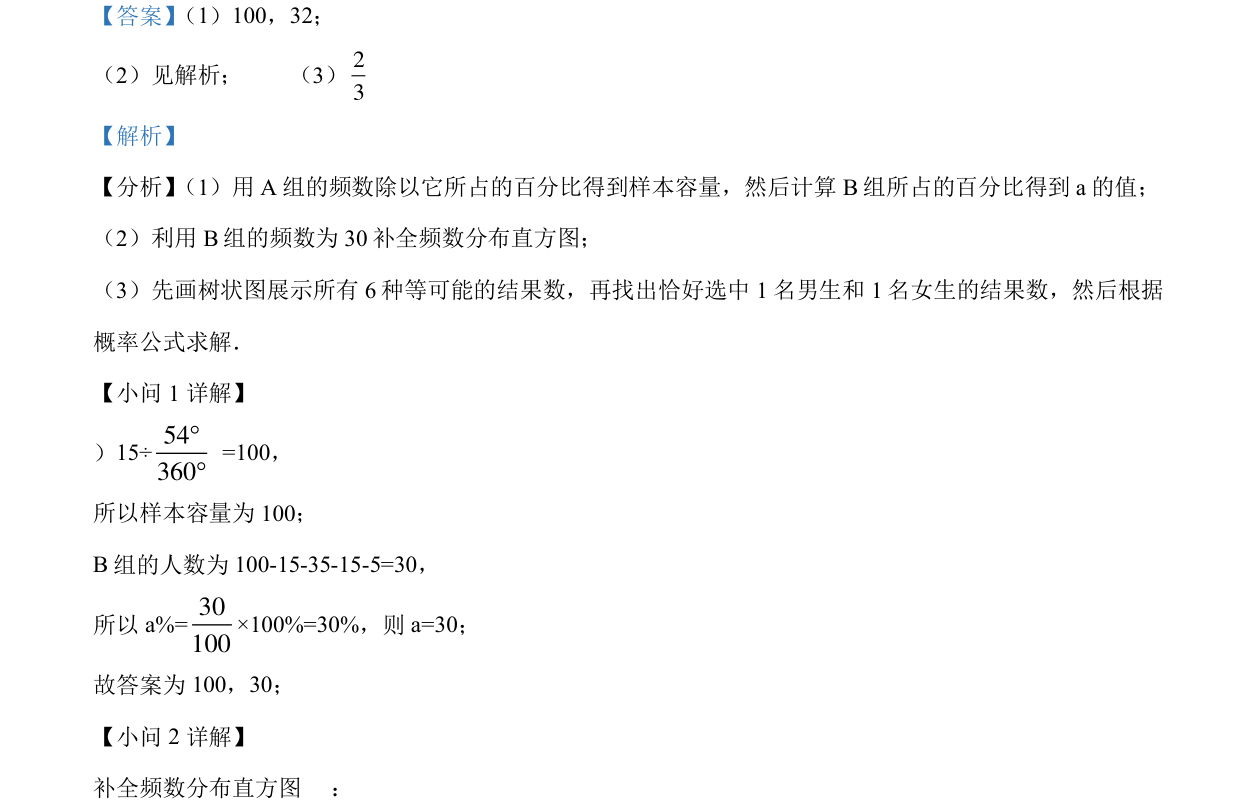 【答案】（1）100，32；
（2）见解析； （3）2/3
【解析】
【分析】（1）用 A 组的频数除以它所占的百分比得到样本容量，然后计算 B 组所占的百分比得到 a 的值；
（2）利用 B 组的频数为 30 补全频数分布直方图；
（3）先画树状图展示所有 6 种等可能的结果数，再找出恰好选中 1 名男生和 1 名女生的结果数，然后根据
概率公式求解．
【小问 1 详解】
）15÷54°/360° =100，
所以样本容量为 100；
B 组的人数为 100-15-35-15-5=30，
所以 a%=30/100×100%=30%，则 a=30；
故答案为 100，30；
【小问 2 详解】
补全频数分布直方图 ：